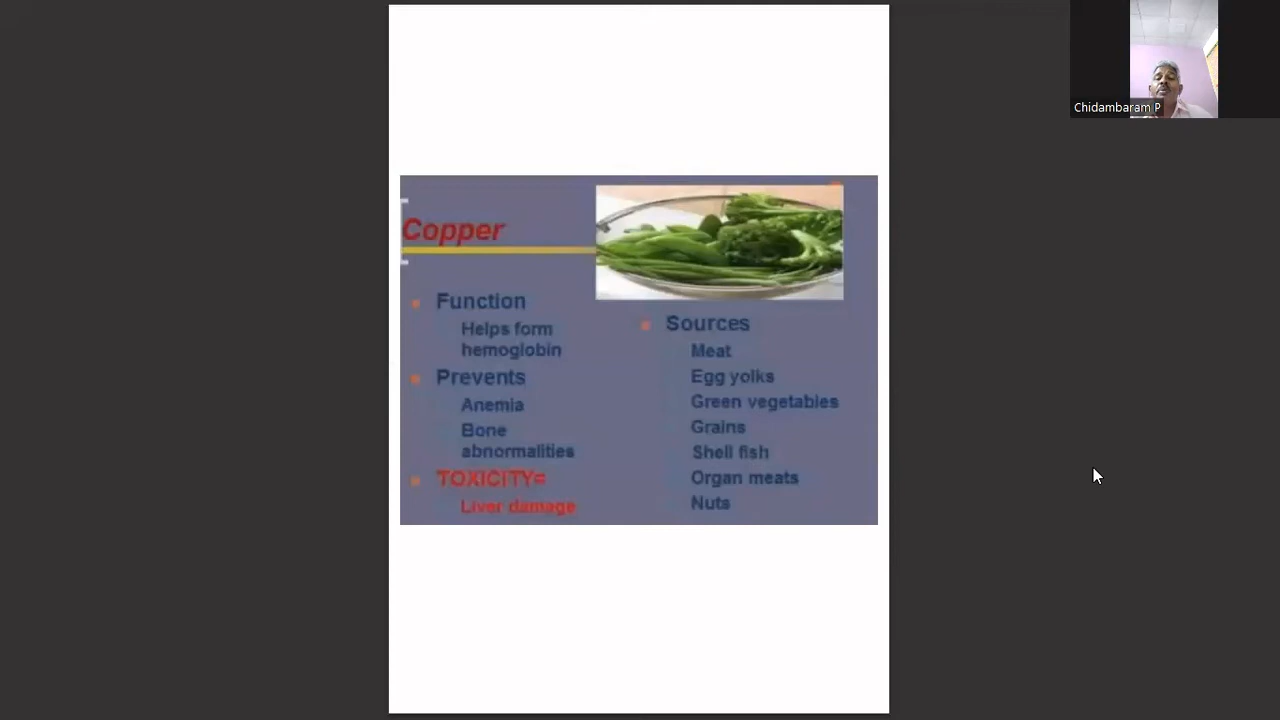 Copper
Function
Helps form
hemoglobin
Prevents
Anemia
Bone
abnormalities
TOXICITY=
Liver damage
Sources
Meat
Egg yolks
Green vegetables
Grains
Shell fish
Organ meats
Nuts
Chidambaram P